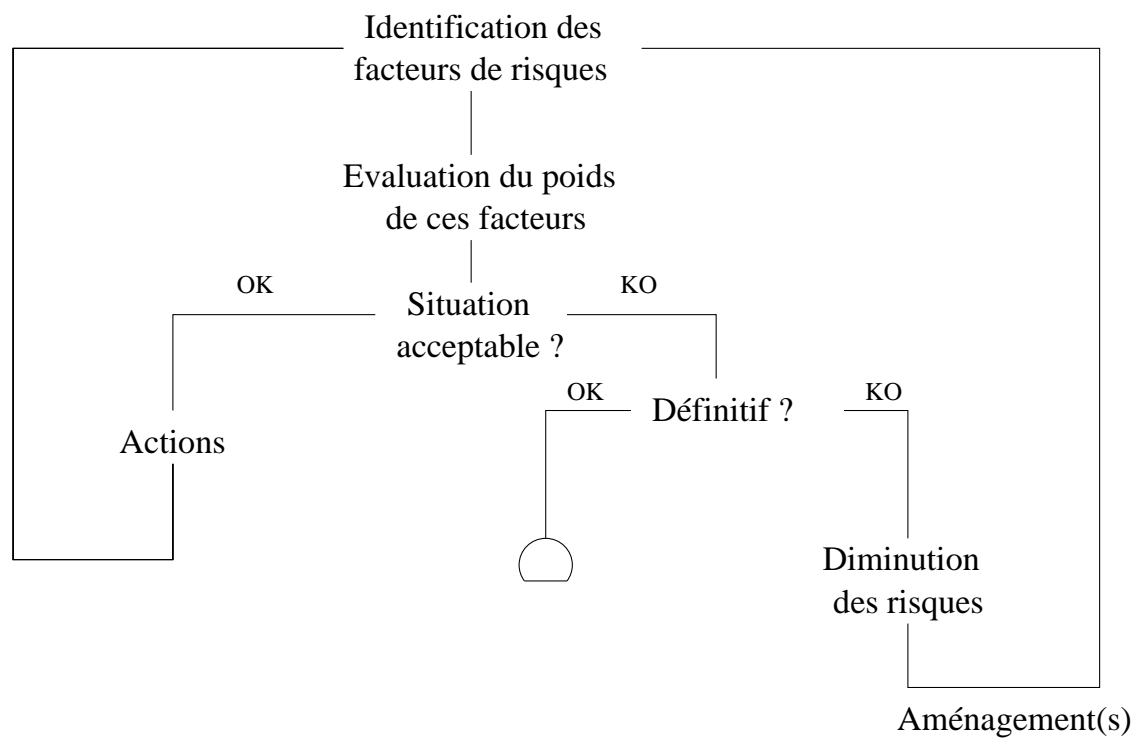 Identification des
facteurs de risques
Evaluation du poids
de ces facteurs
OK
KO
Situation
acceptable ?
OK
KO
Définitif ?
Actions
Diminution
des risques
Aménagement(s)